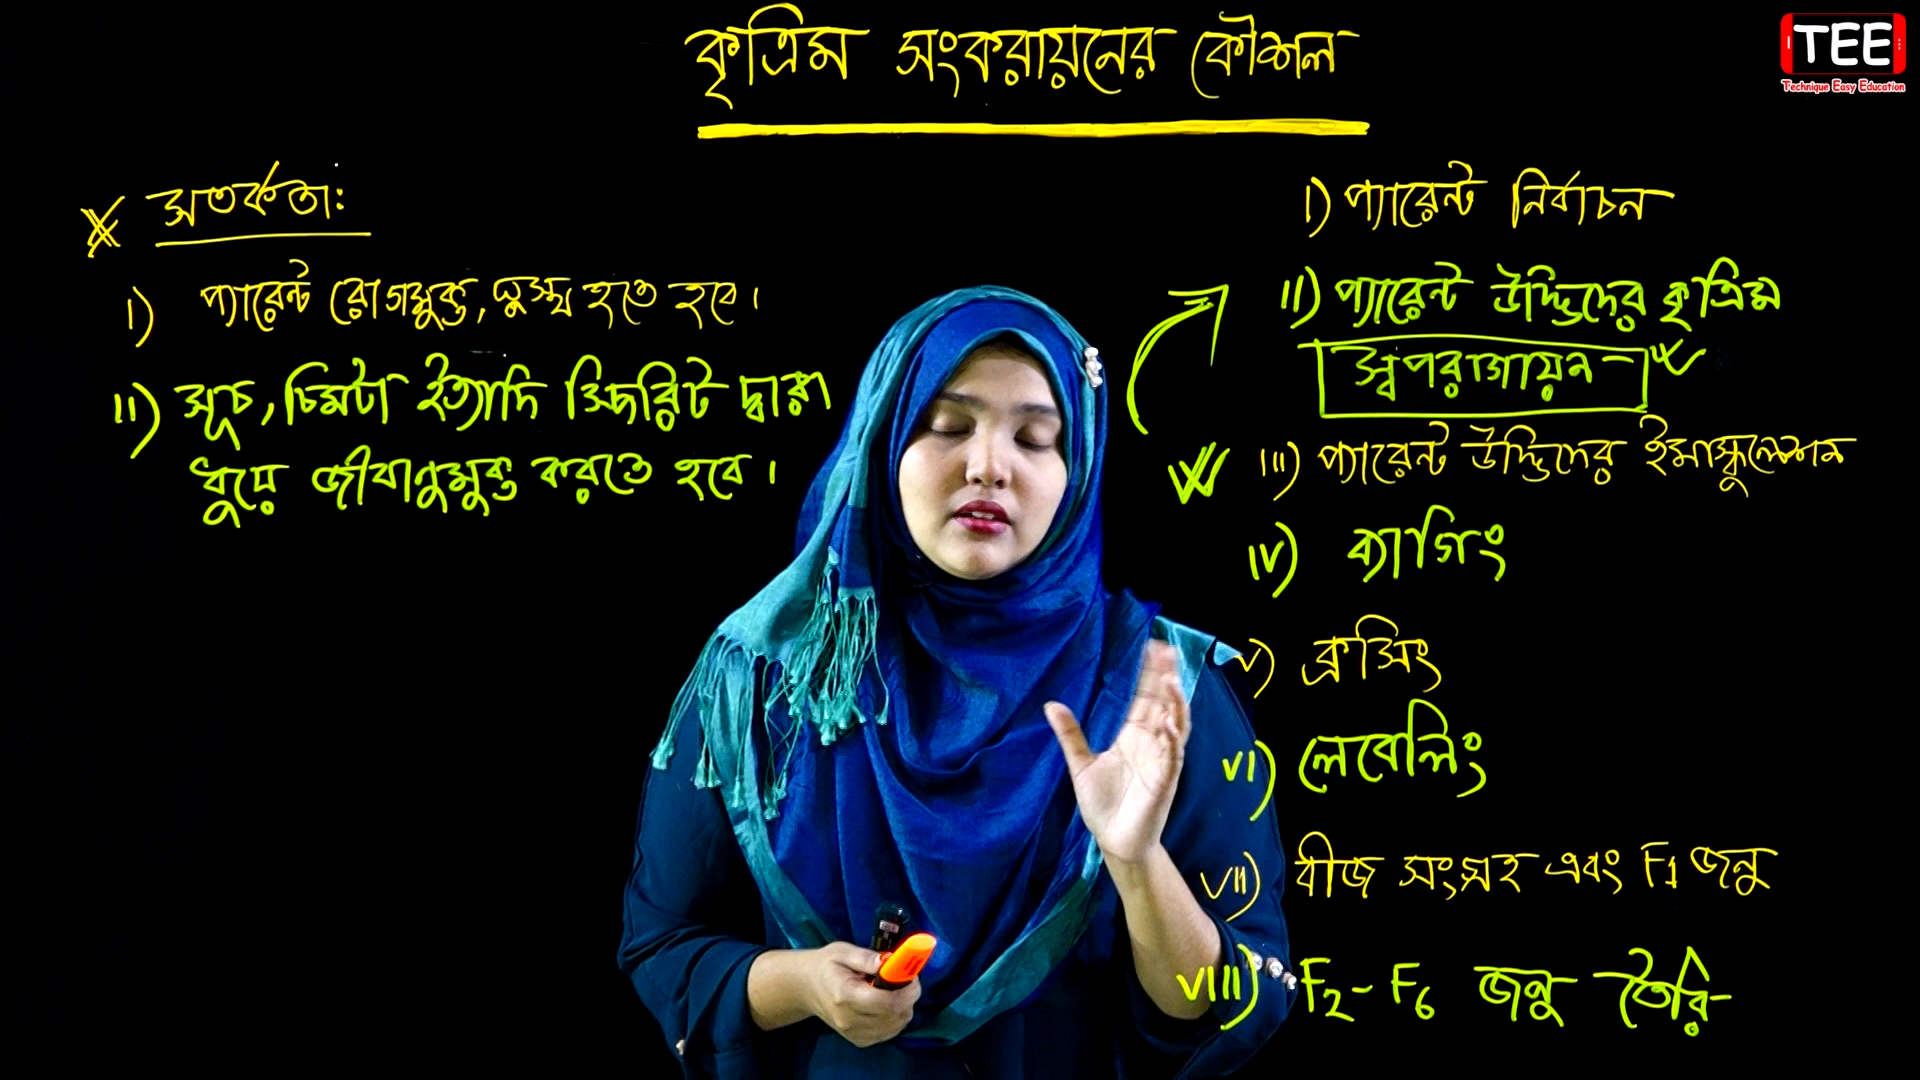 কৃত্রিম সংকরায়নের কৌশল
TEE
Technique Easy Education
সতর্কতা:
i) প্যারেন্ট রোগমুক্ত, সুস্থ হতে হবে।
ii) সূচ, চিমটা ইত্যাদি স্পিরিট দ্বারা
ধুয়ে জীবানুমুক্ত করতে হবে।
i) প্যারেন্ট নির্বাচন
ii) প্যারেন্ট উদ্ভিদের কৃত্রিম
স্বপরাগায়ন
iii) প্যারেন্ট উদ্ভিদের ইমাস্কুলেশন
iv) ব্যাগিং
v) ক্রসিং
vi) লেবেলিং
vii) বীজ সংগ্রহ এবং F1 জনু
viii) F2-F6 জনু তৈরি